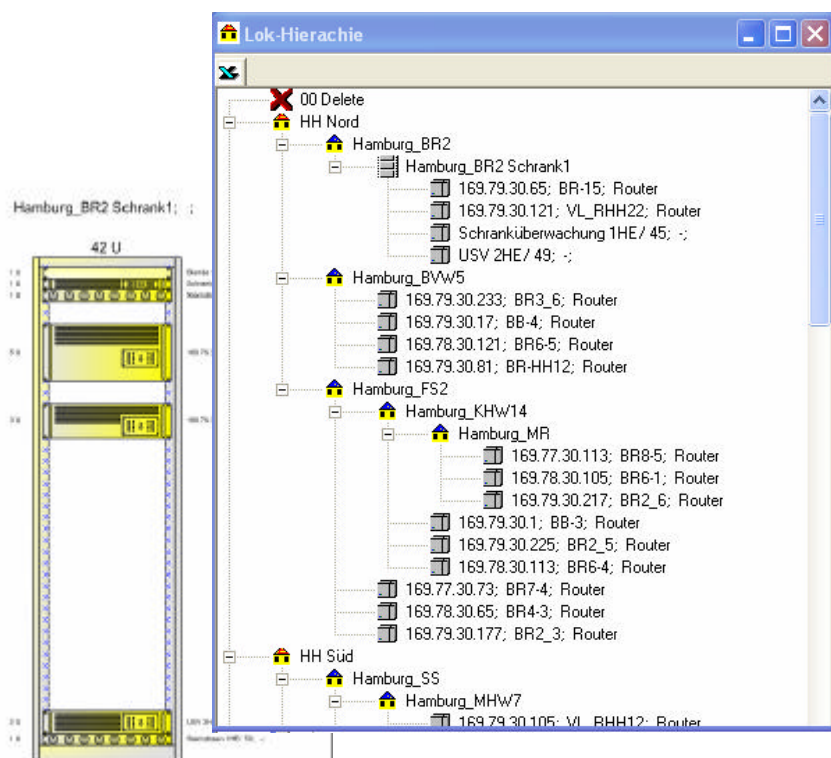 Lok-Hierachie
00 Delete
HH Nord
Hamburg_BR2
Hamburg_BR2 Schrank1
169.79.30.65; BR-15; Router
169.79.30.121; VL_RHH22; Router
Schranküberwachung 1HE / 45; -;
USV 2HE / 49; -;
Hamburg_BVW5
169.79.30.233; BR3_6; Router
169.79.30.17; BB-4; Router
169.78.30.121; BR6-5; Router
169.79.30.81; BR-HH12; Router
Hamburg_FS2
Hamburg_KHW14
Hamburg_MR
169.77.30.113; BR8-5; Router
169.78.30.105; BR6-1; Router
169.79.30.217; BR2_6; Router
169.79.30.1; BB-3; Router
169.79.30.225; BR2_5; Router
169.78.30.113; BR6-4; Router
169.77.30.73; BR7-4; Router
169.78.30.65; BR4-3; Router
169.79.30.177; BR2_3; Router
HH Süd
Hamburg_SS
Hamburg_MHW7
169.79.30.105; VL_RHH12; Router
Hamburg_BR2 Schrank1; ;
42 U